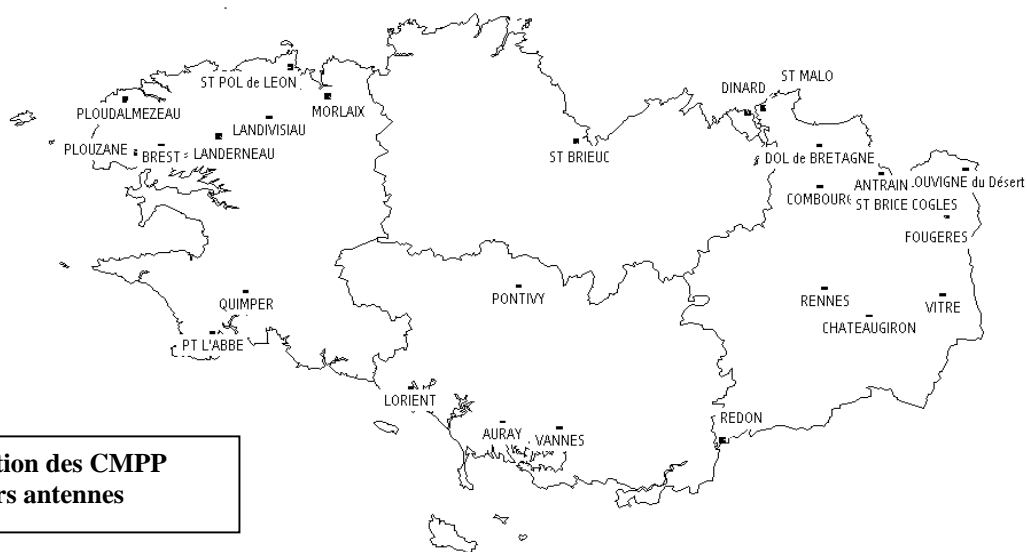 ST MALO
DINARD
ST POL de LEON
PLOUDALMEZEAU
MORLAIX
LANDIVISIAU
PLOUZANE
BREST
LANDERNEAU
ST BRIEUC
DOL de BRETAGNE
ANTRAIN
OUVIGNE du Désert
COMBOURG
ST BRICE COGLES
FOUGERES
QUIMPER
PONTIVY
RENNES
VITRE
CHATEAUGIRON
PT L'ABBE
LORIENT
REDON
AURAY
VANNES
tion des CMPP
rs antennes